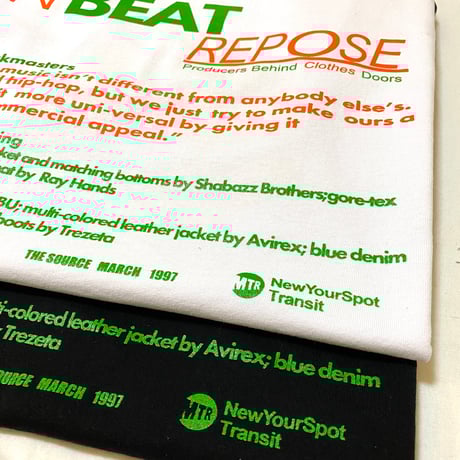 BEAT
REPOSE
Producers Behind Clothes Doors
kmasters
music isn't different from anybody else's.
hip-hop, but we just try to make ours a
t more uni-versal by giving it
mmercial appeal."
ing
ket and matching bottoms by Shabazz Brothers;gore-tex
at by Ray Hands
BU; multi-colored leather jacket by Avirex; blue denim
boots by Trezeta
THE SOURCE MARCH 1997
MTR
NewYourSpot
Transit
ti-colored leather jacket by Avirex; blue denim
by Trezeta
SOURCE MARCH 1997
MTR
NewYourSpot
Transit